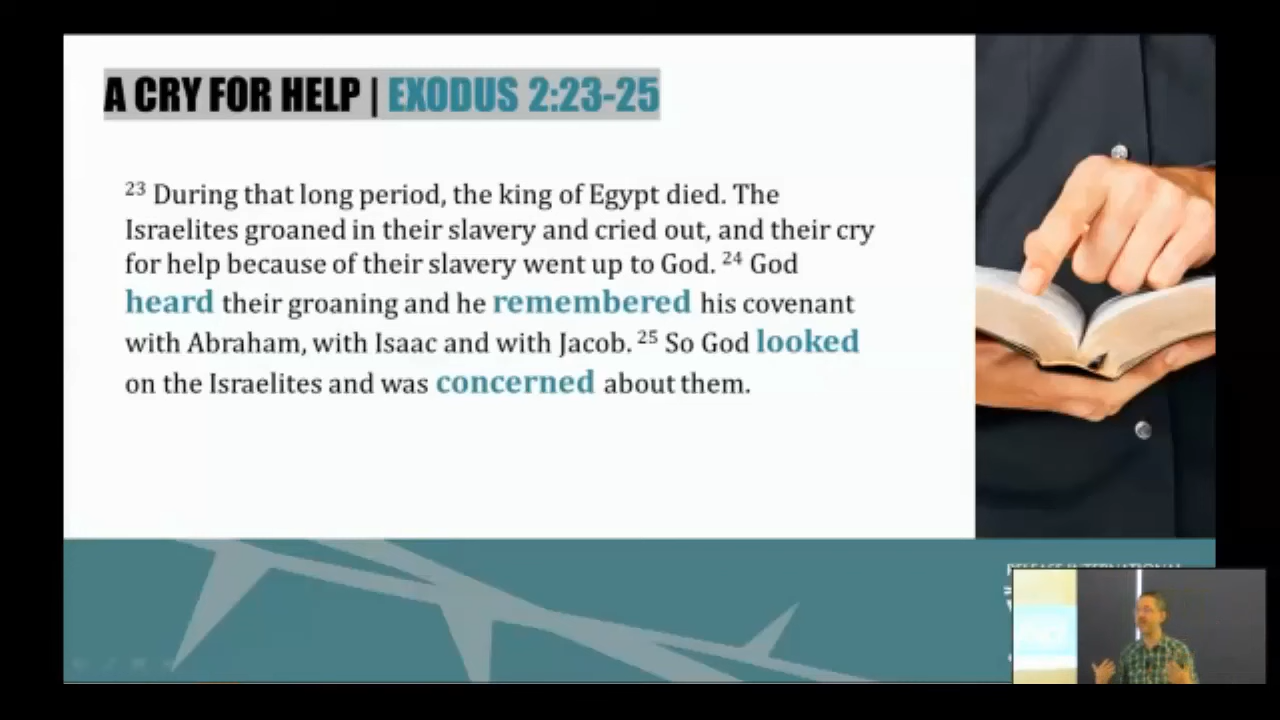 A CRY FOR HELP | EXODUS 2:23-25
23 During that long period, the king of Egypt died. The
Israelites groaned in their slavery and cried out, and their cry
for help because of their slavery went up to God. 24 God
heard their groaning and he remembered his covenant
with Abraham, with Isaac and with Jacob. 25 So God looked
on the Israelites and was concerned about them.